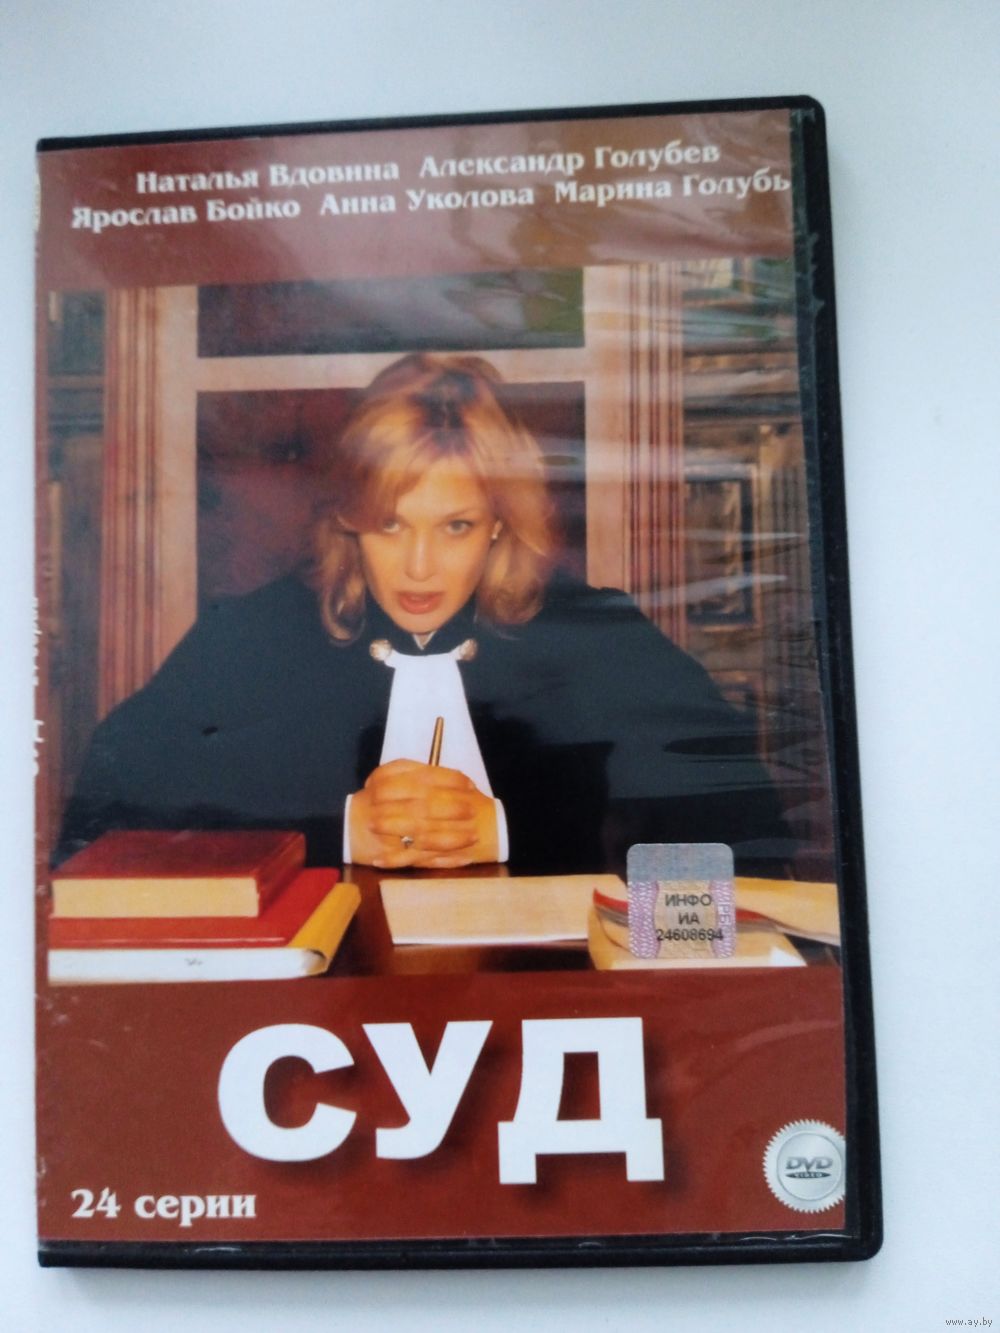 Наталья Вдовина Александр Голубев
Ярослав Бойко Анна Уколова Марина Голубь
ИНФО
ИА
24608694
СУД
24 серии
DVD
VIDEO
www.ay.by